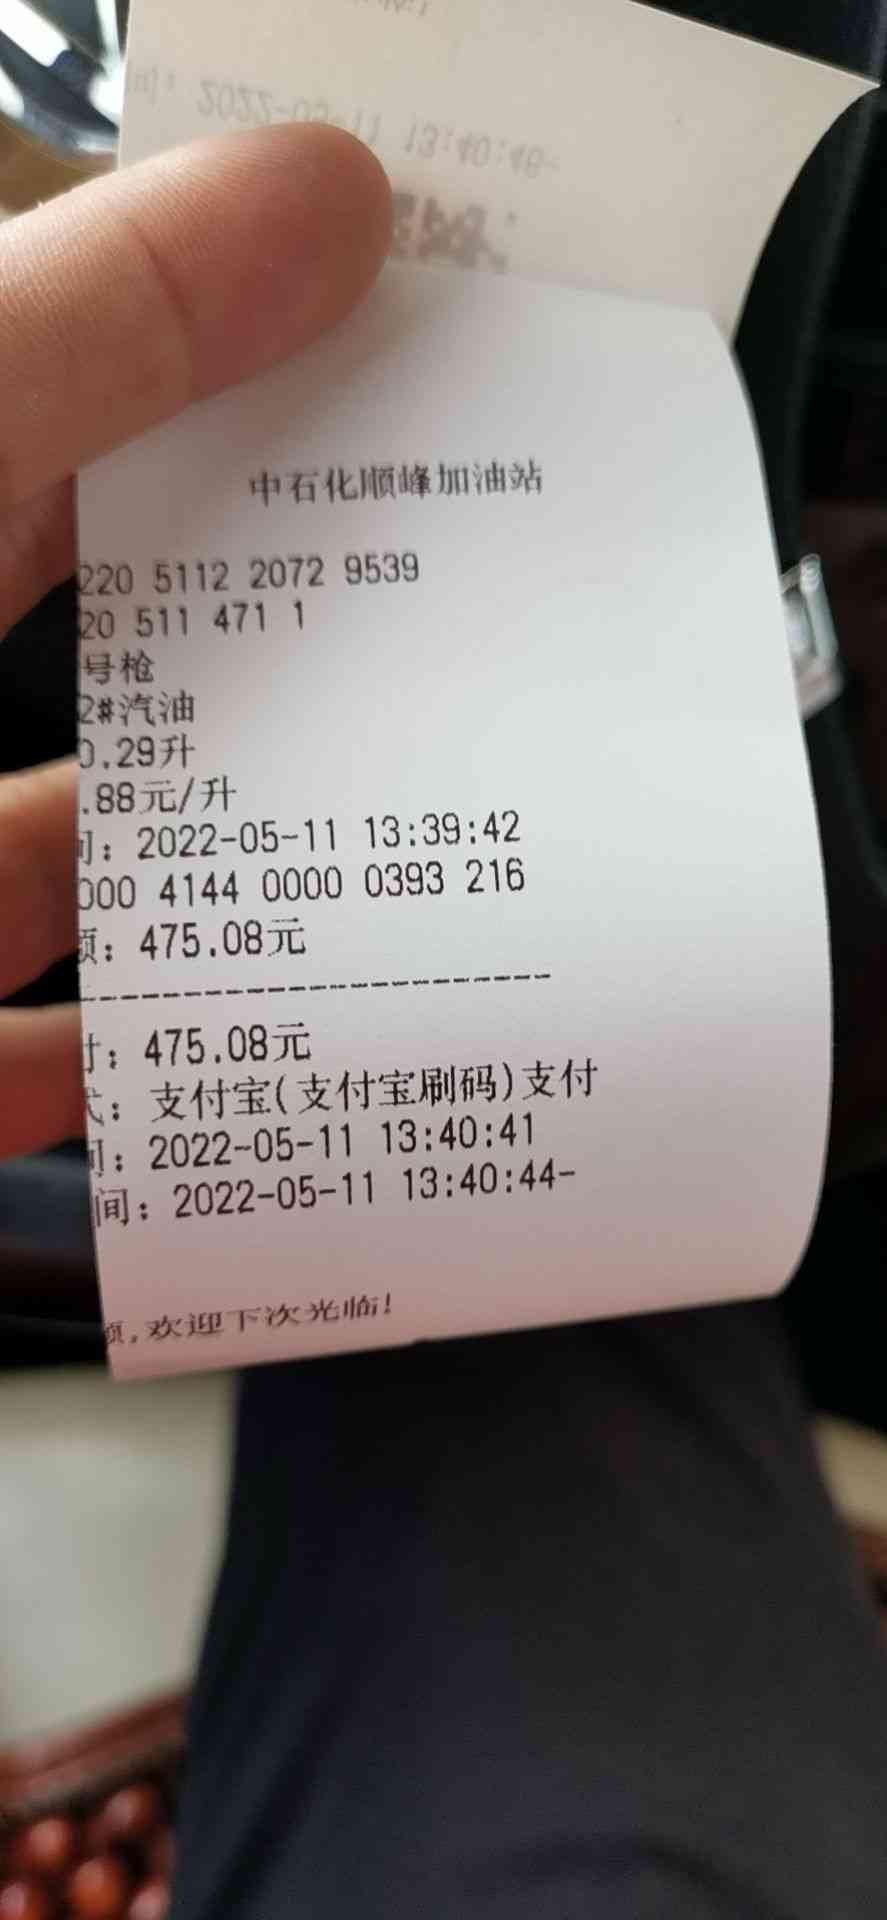 中石化顺峰加油站
220 5112 2072 9539
20 511 471 1
号枪
2#汽油
0.29升
.88元/升
间：2022-05-11 13:39:42
000 4144 0000 0393 216
额：475.08元
付：475.08元
式：支付宝(支付宝刷码)支付
间：2022-05-11 13:40:41
间：2022-05-11 13:40:44-
顾,欢迎下次光临!